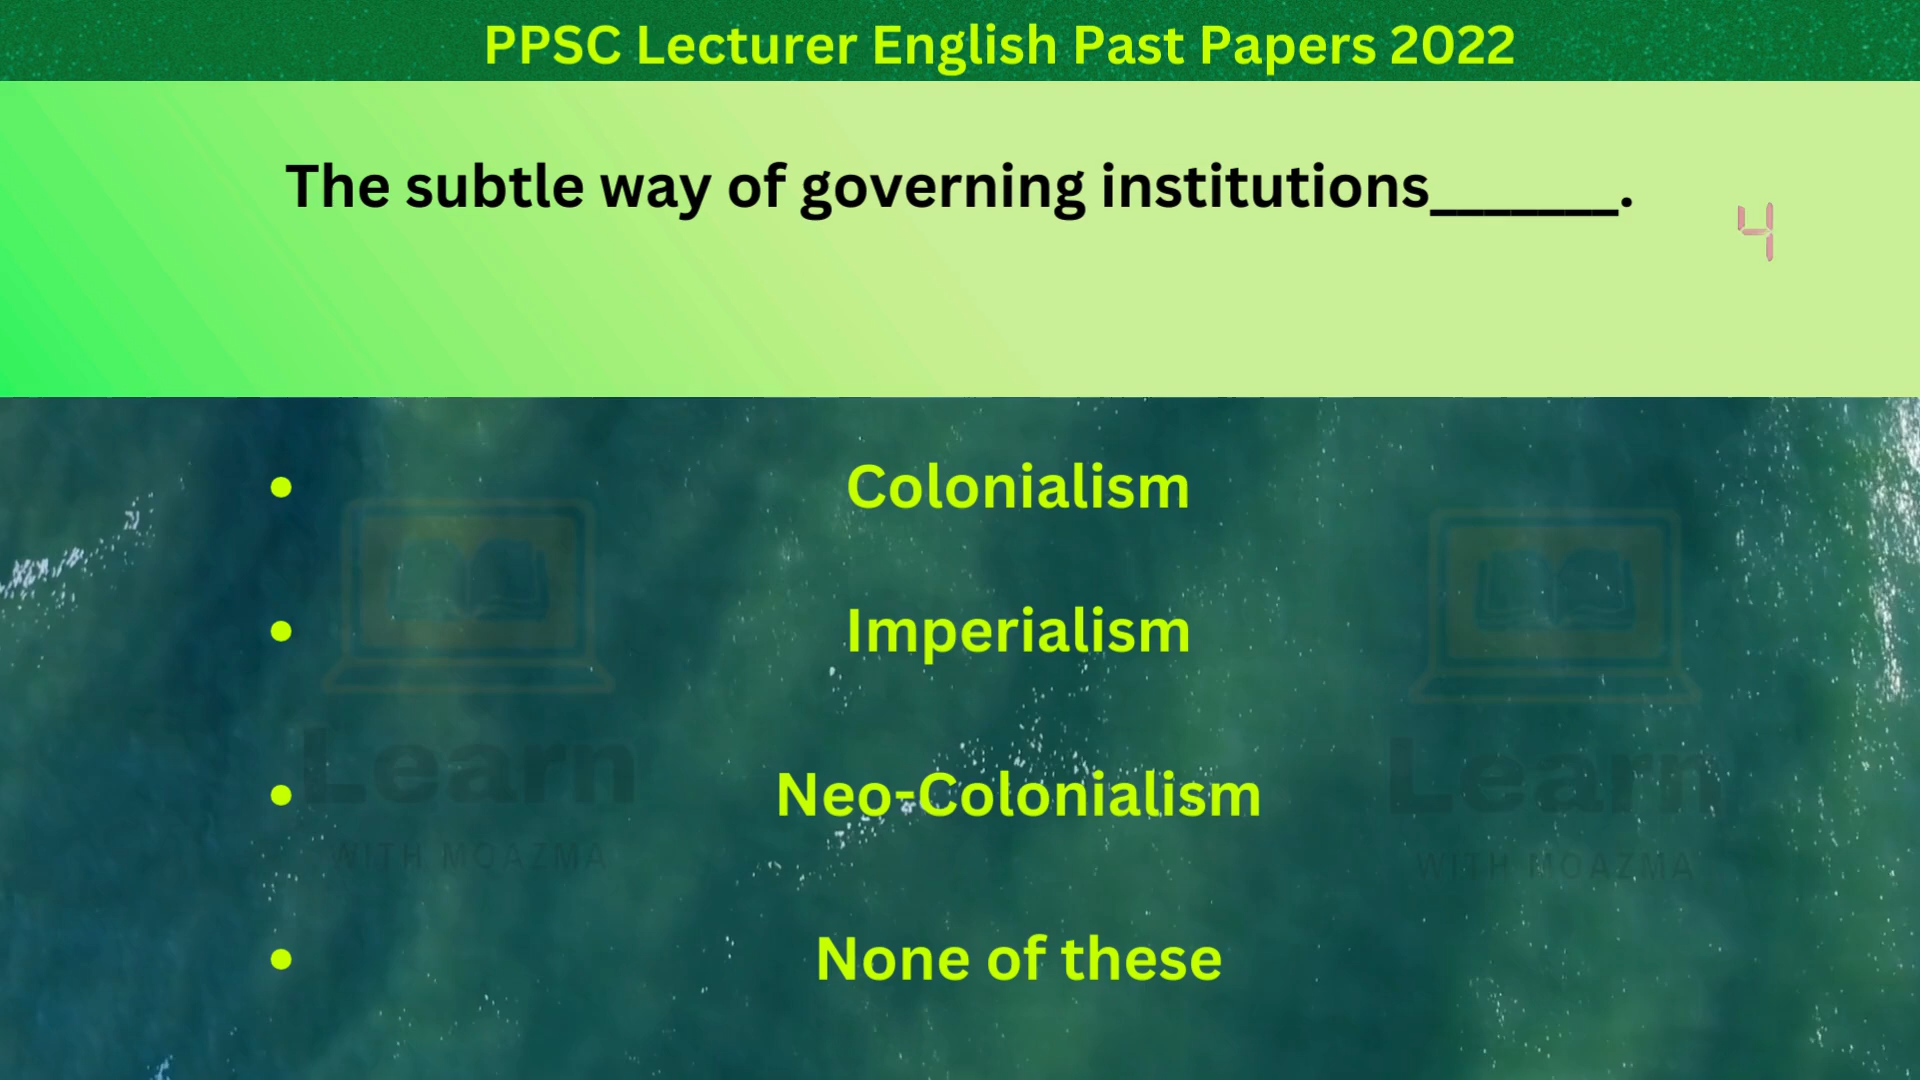 PPSC Lecturer English Past Papers 2022
The subtle way of governing institutions_______.
4
• Colonialism
• Imperialism
• Neo-Colonialism
• None of these
Learn
WITH MOAZMA
Learn
WITH MOAZMA